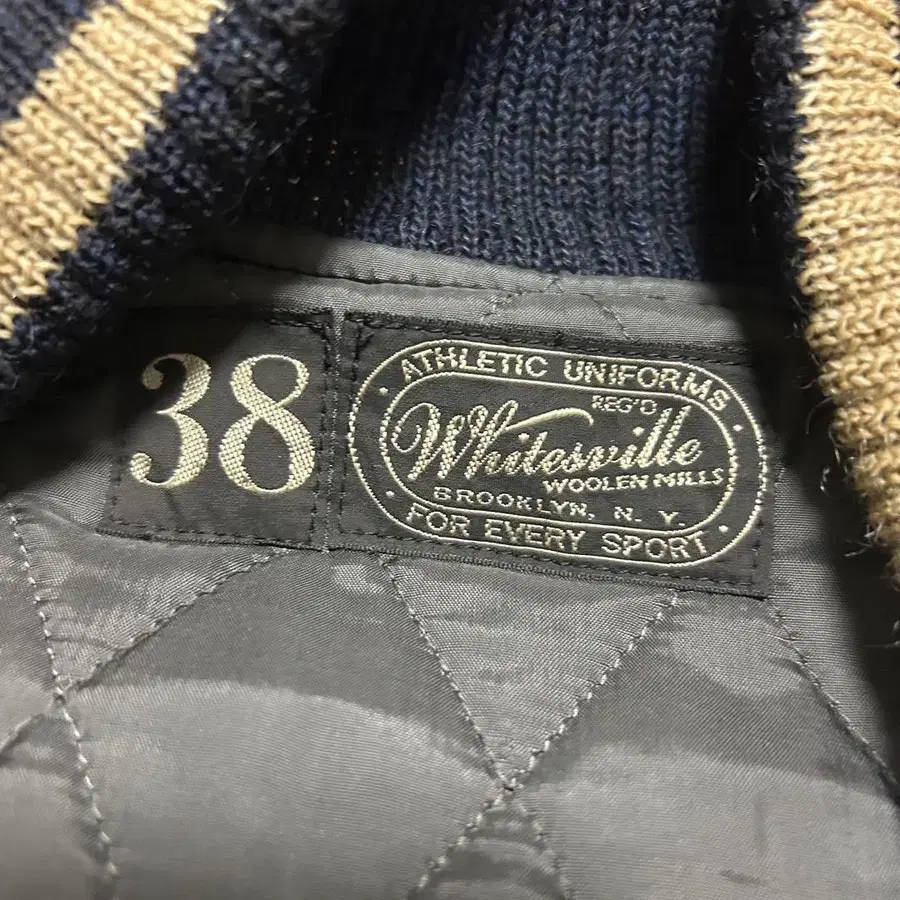 38
ATHLETIC UNIFORMS
REG'D
Whitesville
WOOLEN MILLS
BROOKLYN, N. Y.
FOR EVERY SPORT